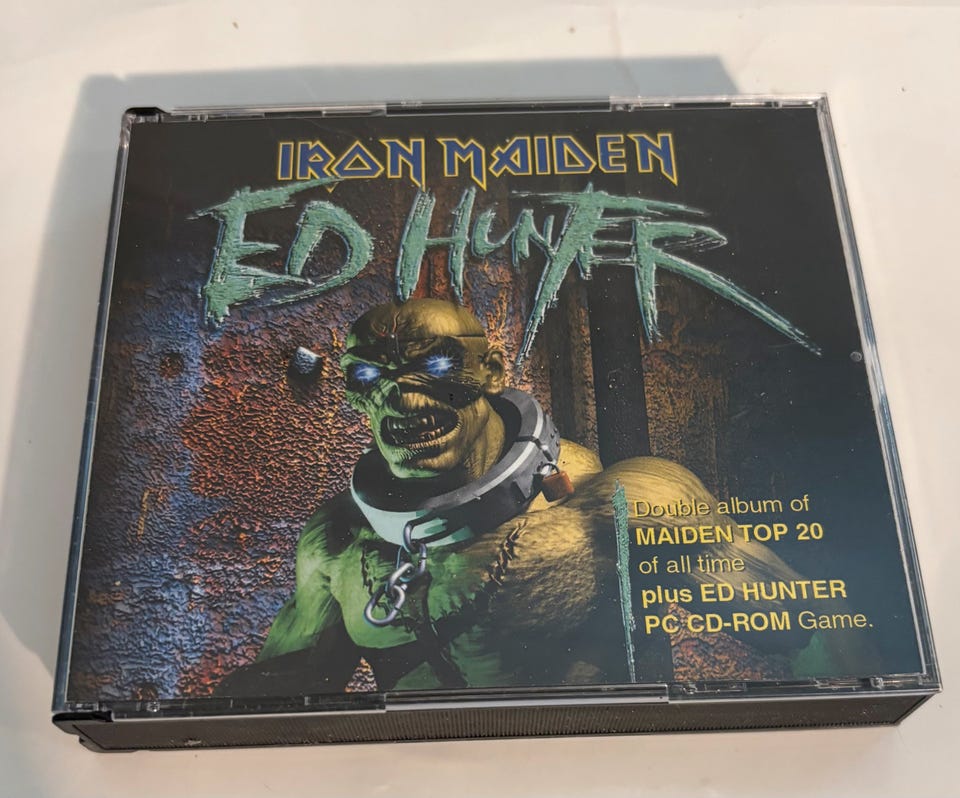 IRON MAIDEN
ED HUNTER
Double album of
MAIDEN TOP 20
of all time
plus ED HUNTER
PC CD-ROM Game.